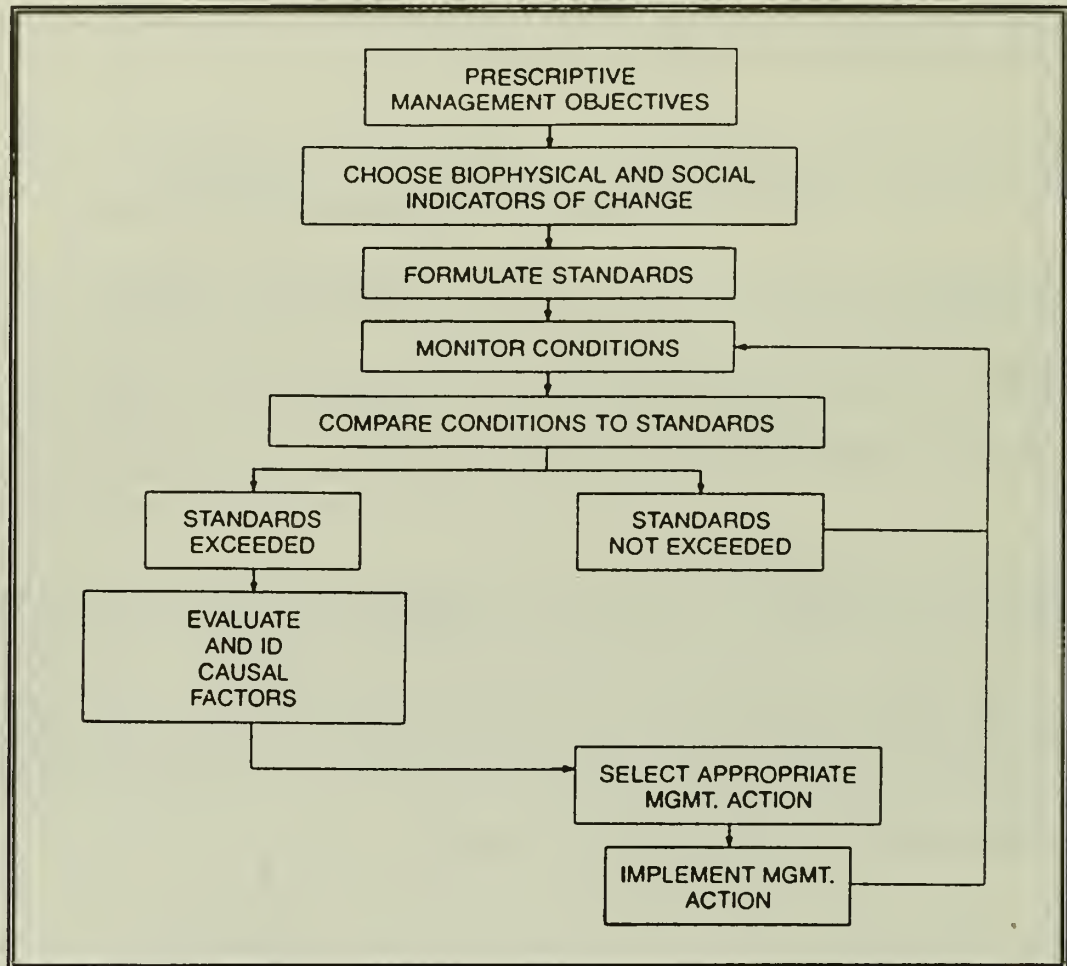 PRESCRIPTIVE
MANAGEMENT OBJECTIVES
CHOOSE BIOPHYSICAL AND SOCIAL
INDICATORS OF CHANGE
FORMULATE STANDARDS
MONITOR CONDITIONS
COMPARE CONDITIONS TO STANDARDS
STANDARDS
EXCEEDED
STANDARDS
NOT EXCEEDED
EVALUATE
AND ID
CAUSAL
FACTORS
SELECT APPROPRIATE
MGMT. ACTION
IMPLEMENT MGMT.
ACTION